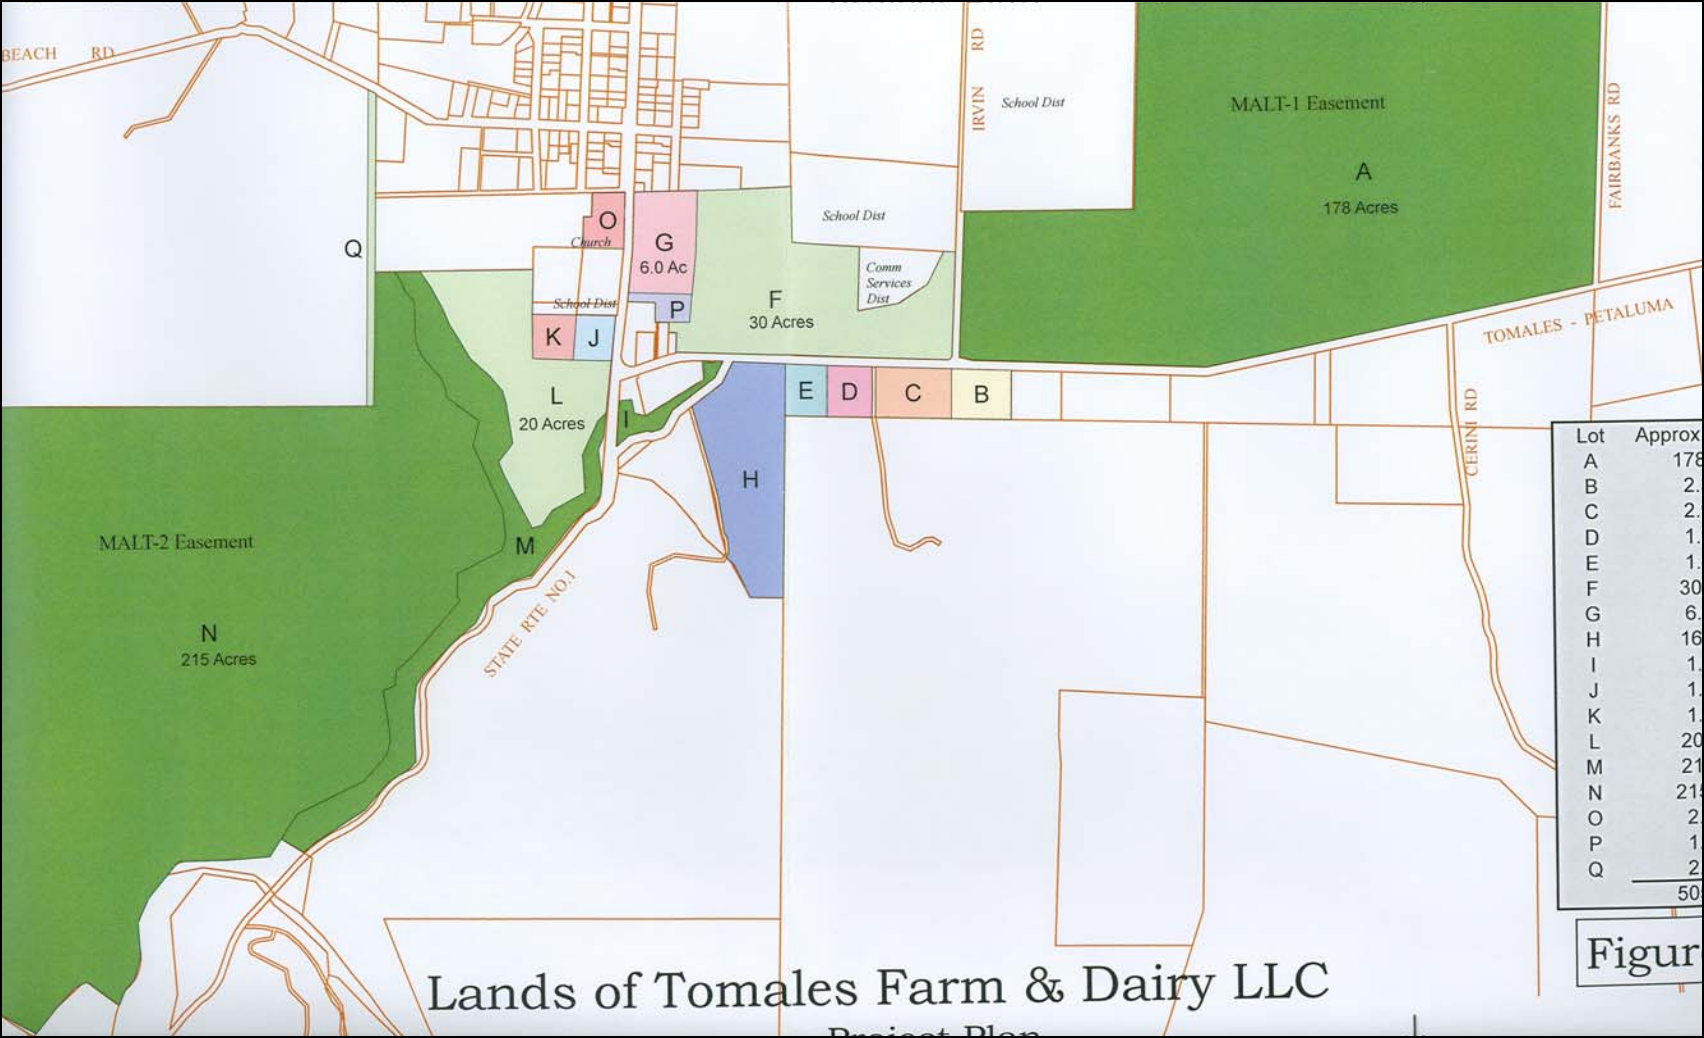 BEACH RD
IRVIN RD
School Dist
MALT-1 Easement
A
178 Acres
FAIRBANKS RD
School Dist
O
Church
G
6.0 Ac
Q
Comm
Services
Dist
F
30 Acres
School Dist
P
K
J
TOMALES - PETALUMA
E
D
C
B
L
20 Acres
I
CERINI RD
H
M
MALT-2 Easement
N
215 Acres
STATE RTE NO.1
Lot Approx
A 178
B 2.
C 2.
D 1.
E 1.
F 30
G 6.
H 16
I 1.
J 1.
K 1.
L 20
M 21
N 215
O 2.
P 1.
Q 2.
50
Figur
Lands of Tomales Farm & Dairy LLC
Project Plan